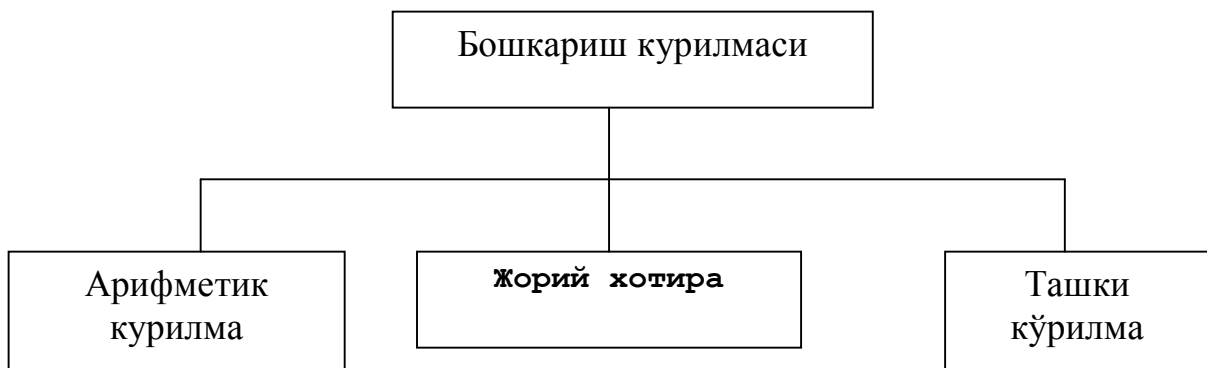 Бошкариш курилмаси
Арифметик
курилма
Жорий хотира
Ташки
кўрилма